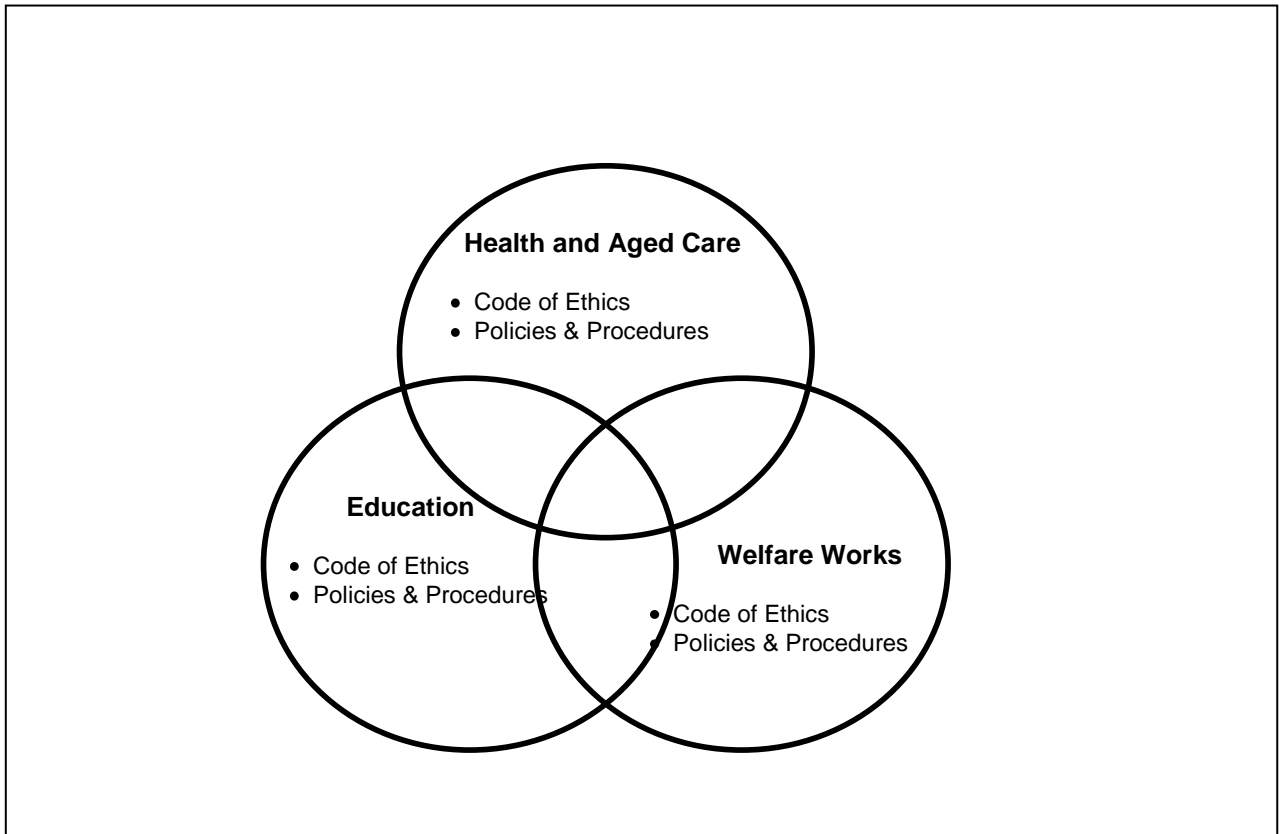 Health and Aged Care
• Code of Ethics
• Policies & Procedures
Education
• Code of Ethics
• Policies & Procedures
Welfare Works
• Code of Ethics
• Policies & Procedures